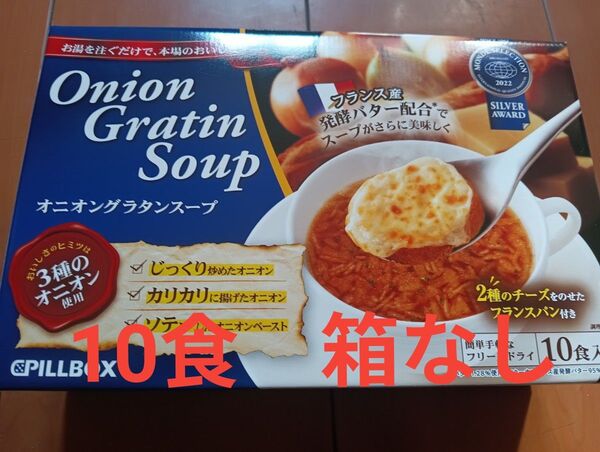 お湯を注ぐだけで、本場のおいし
Onion
Gratin
Soup
オニオングラタンスープ
フランス産
発酵バター配合*で
スープがさらに美味しく
MONDE SELECTION
2022
SILVER
AWARD
おいしさのヒミツは
3種の
オニオン
使用
じっくり炒めたオニオン
カリカリに揚げたオニオン
ソテー オニオンペースト
2種のチーズをのせた
フランスパン付き
10食 箱なし
PILLBOX
簡単手軽な
フリーズドライ
10食入